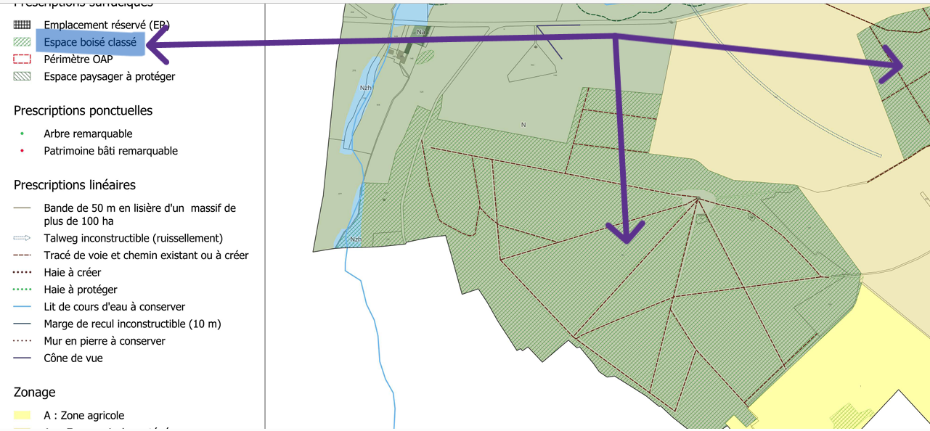 Prescriptions surfaciques
Emplacement réservé (ER)
Espace boisé classé
Périmètre OAP
Espace paysager à protéger
Prescriptions ponctuelles
Arbre remarquable
Patrimoine bâti remarquable
Prescriptions linéaires
Bande de 50 m en lisière d'un massif de
plus de 100 ha
Talweg inconstructible (ruissellement)
Tracé de voie et chemin existant ou à créer
Haie à créer
Haie à protéger
Lit de cours d'eau à conserver
Marge de recul inconstructible (10 m)
Mur en pierre à conserver
Cône de vue
Zonage
A : Zone agricole
Nzh
N
Nzh